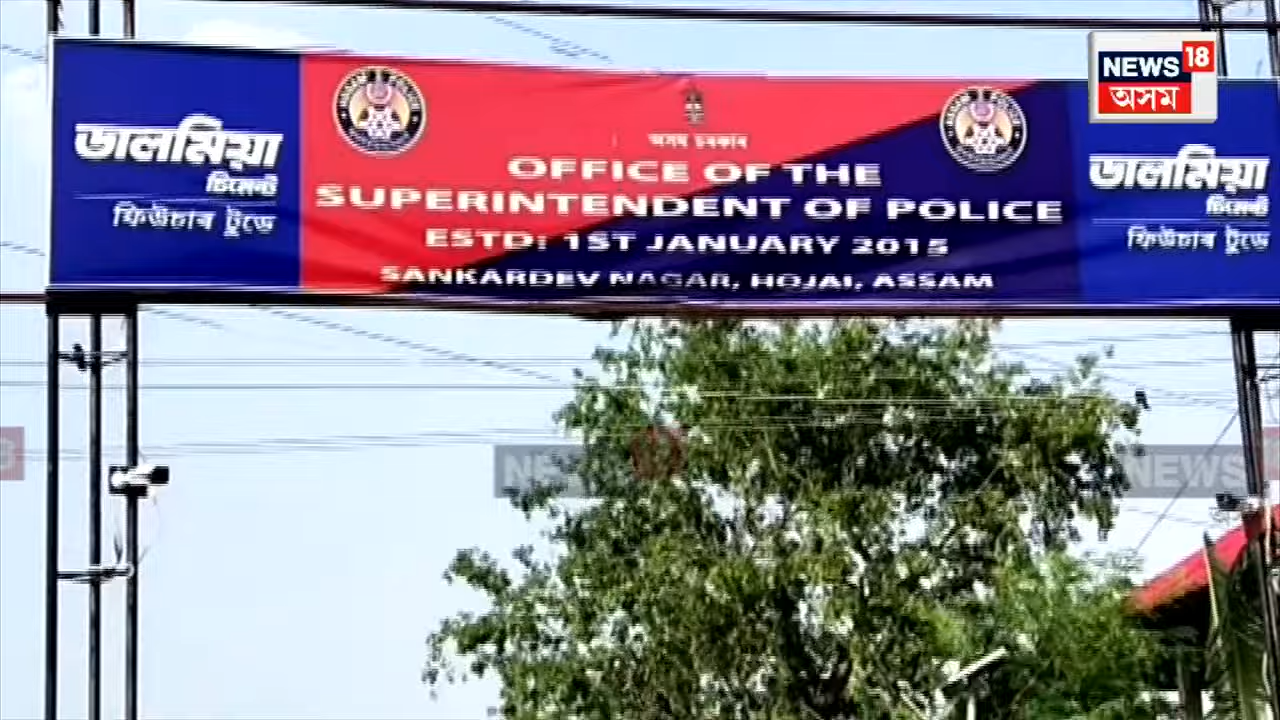 NEWS 18
অসম
ডালমিয়া
চিমেন্ট
ফিউচাৰ টুডে
অসম চৰকাৰ
OFFICE OF THE
SUPERINTENDENT OF POLICE
ESTD: 1ST JANUARY 2015
SANKARDEV NAGAR, HOJAI, ASSAM
ডালমিয়া
চিমেন্ট
ফিউচাৰ টুডে
NEWS